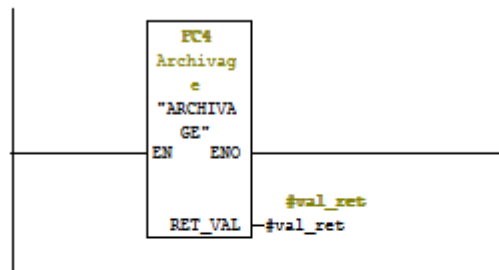 FC4
Archivag
e
"ARCHIVA
GE"
EN ENO
#val_ret
RET_VAL #val_ret